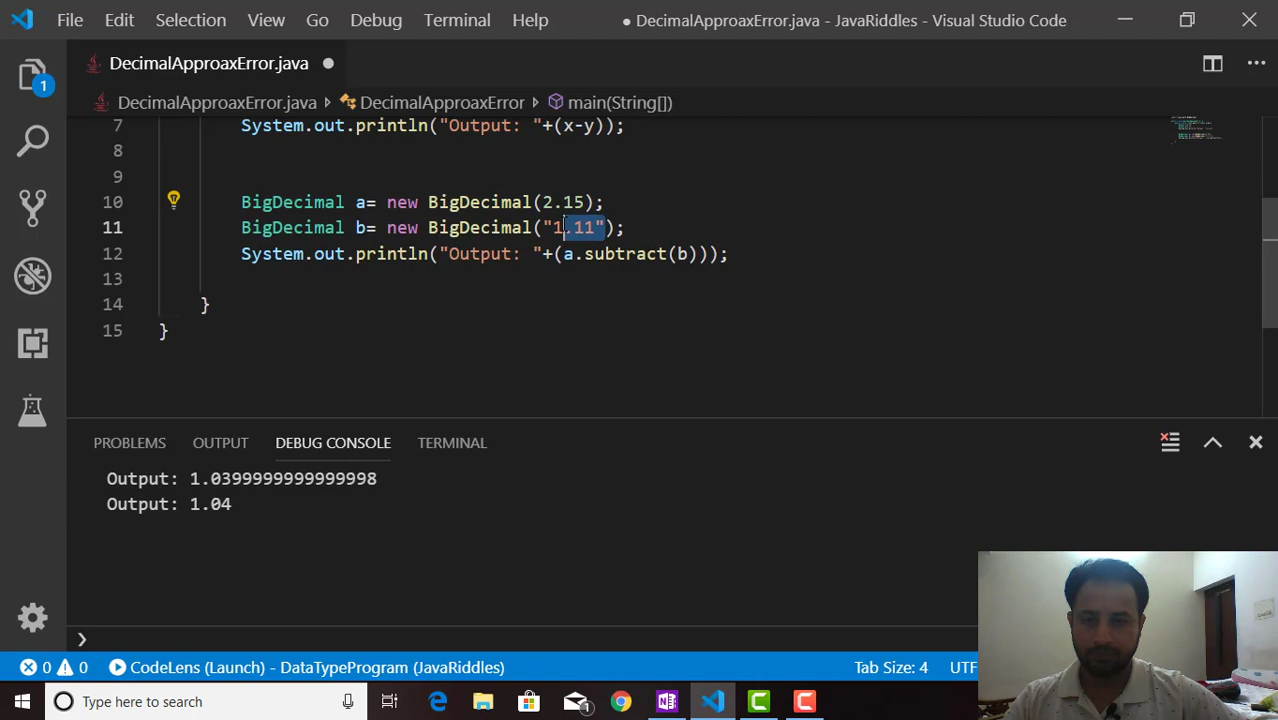 File Edit Selection View Go Debug Terminal Help ● DecimalApproaxError.java - JavaRiddles - Visual Studio Code
DecimalApproaxError.java
DecimalApproaxError.java › DecimalApproaxError › main(String[])
7 System.out.println("Output: "+(x-y));
8
9
10 BigDecimal a= new BigDecimal(2.15);
11 BigDecimal b= new BigDecimal("1.11");
12 System.out.println("Output: "+(a.subtract(b)));
13
14 }
15 }
1
PROBLEMS OUTPUT DEBUG CONSOLE TERMINAL
Output: 1.0399999999999998
Output: 1.04
0 0 CodeLens (Launch) - DataTypeProgram (JavaRiddles) Tab Size: 4 UTF
Type here to search 1